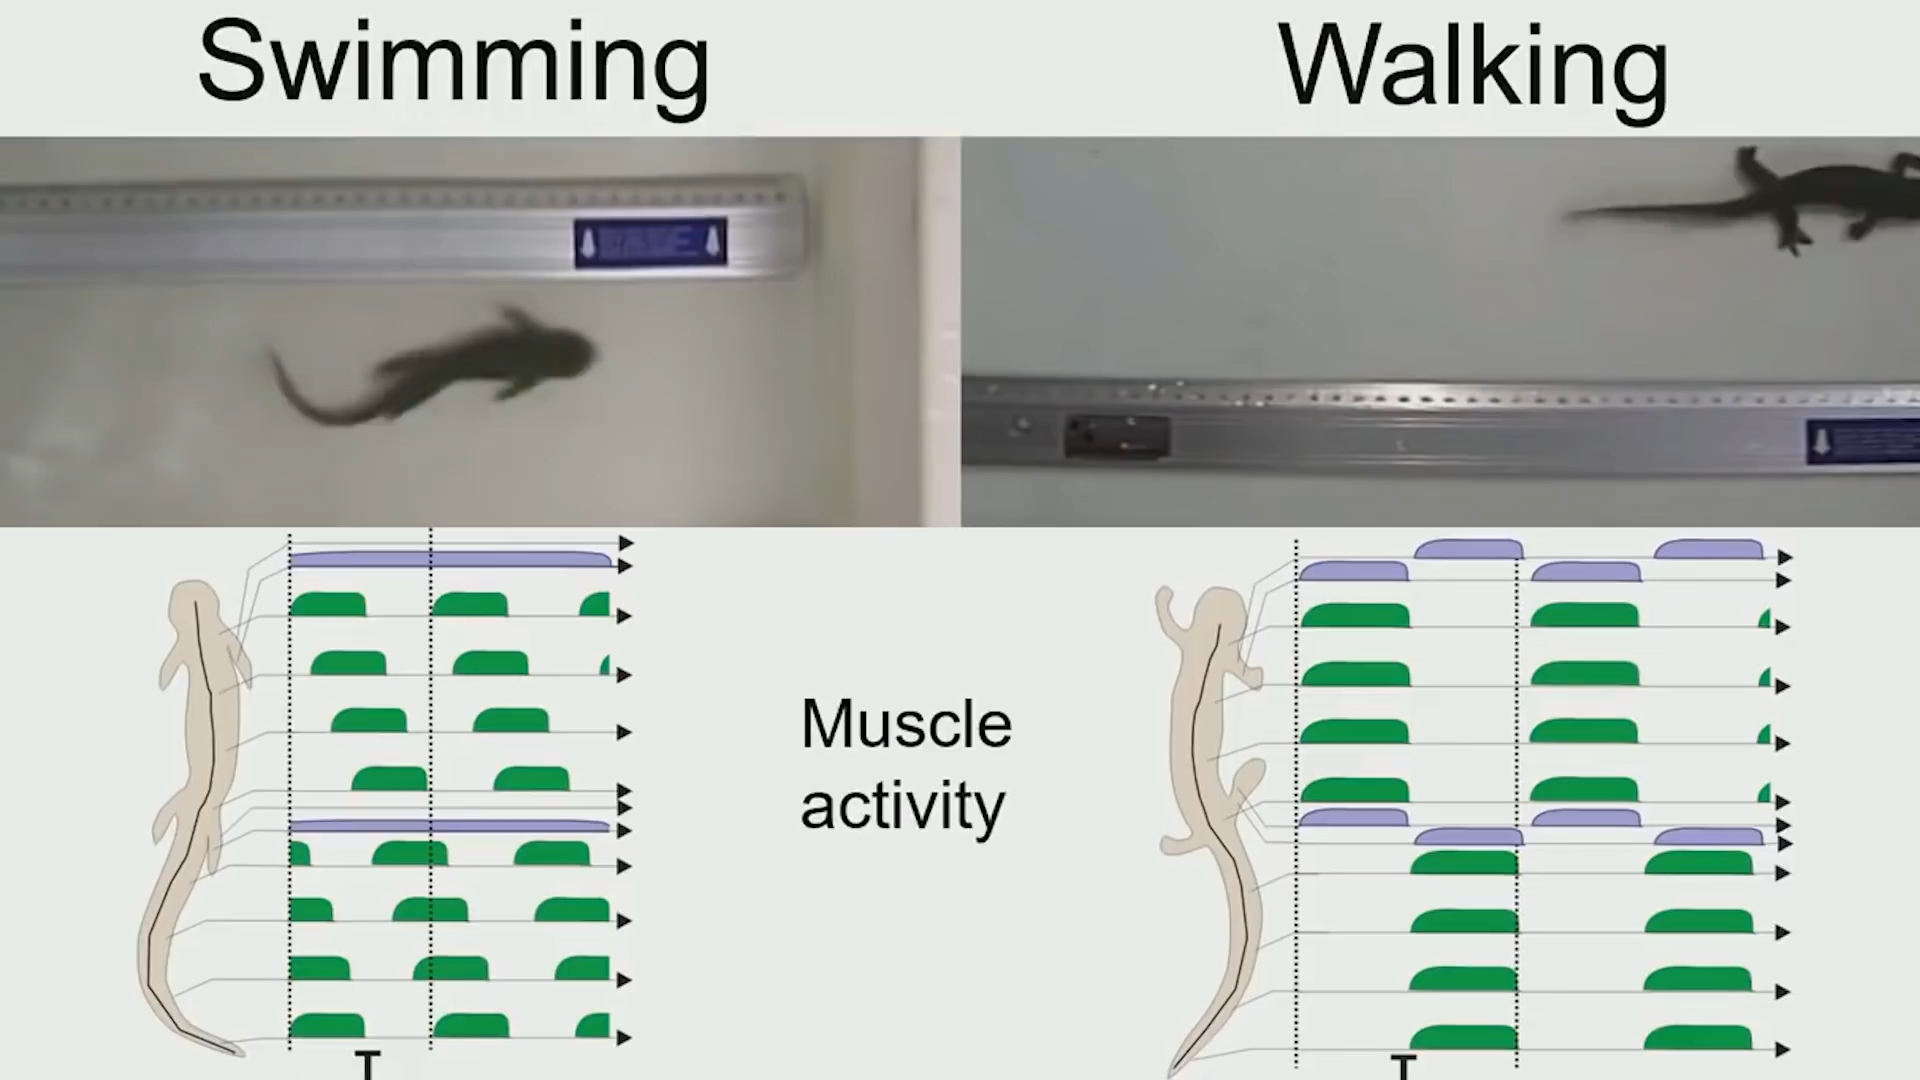 Swimming
Walking
Muscle
activity
T
T